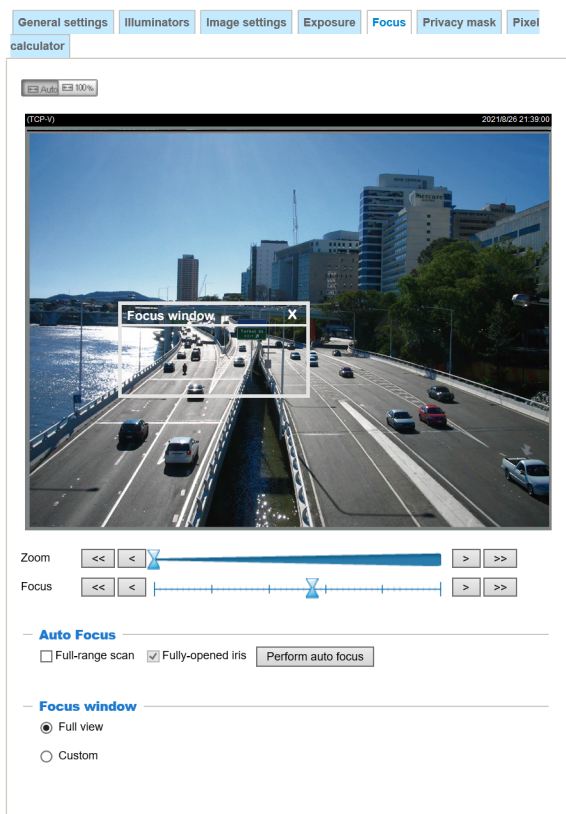 General settings Illuminators Image settings Exposure Focus Privacy mask Pixel
calculator
Auto 100%
(TCP-V) 2021/8/26 21:39:00
Focus window X
Zoom << < > >>
Focus << < > >>
Auto Focus
Full-range scan Fully-opened iris Perform auto focus
Focus window
Full view
Custom